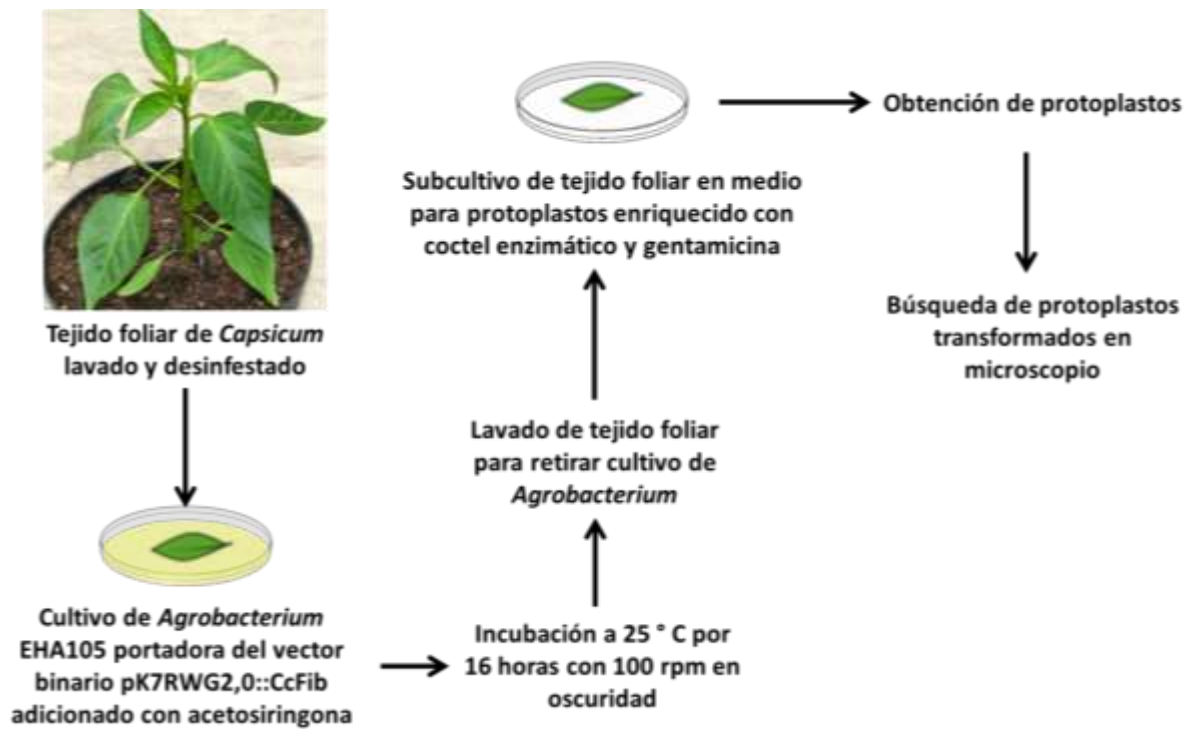 Tejido foliar de Capsicum
lavado y desinfestado
Cultivo de Agrobacterium
EHA105 portadora del vector
binario pK7RWG2,0::CcFib
adicionado con acetosiringona
Incubación a 25 ° C por
16 horas con 100 rpm en
oscuridad
Lavado de tejido foliar
para retirar cultivo de
Agrobacterium
Subcultivo de tejido foliar en medio
para protoplastos enriquecido con
coctel enzimático y gentamicina
Obtención de protoplastos
Búsqueda de protoplastos
transformados en
microscopio